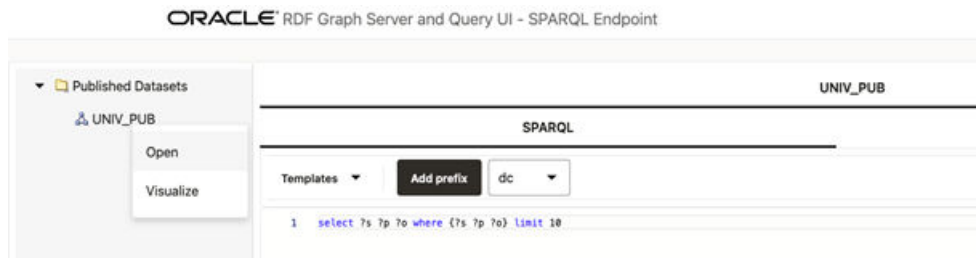 ORACLE RDF Graph Server and Query UI - SPARQL Endpoint
Published Datasets
UNIV_PUB
Open
Visualize
UNIV_PUB
SPARQL
Templates
Add prefix
dc
1 select ?s ?p ?o where {?s ?p ?o} limit 10